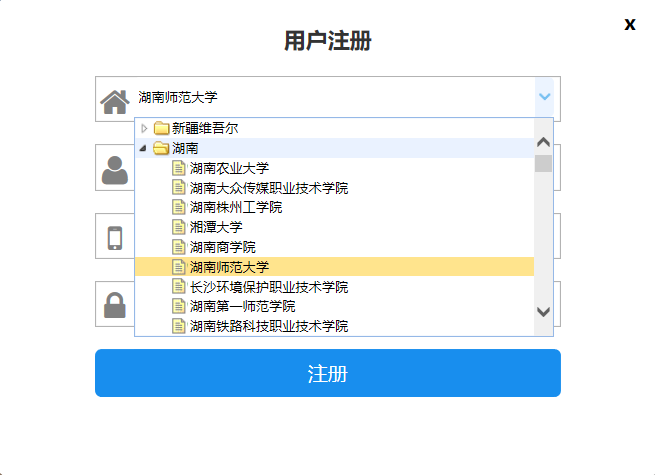 X
用户注册
湖南师范大学
新疆维吾尔
湖南
湖南农业大学
湖南大众传媒职业技术学院
湖南株州工学院
湘潭大学
湖南商学院
湖南师范大学
长沙环境保护职业技术学院
湖南第一师范学院
湖南铁路科技职业技术学院
注册